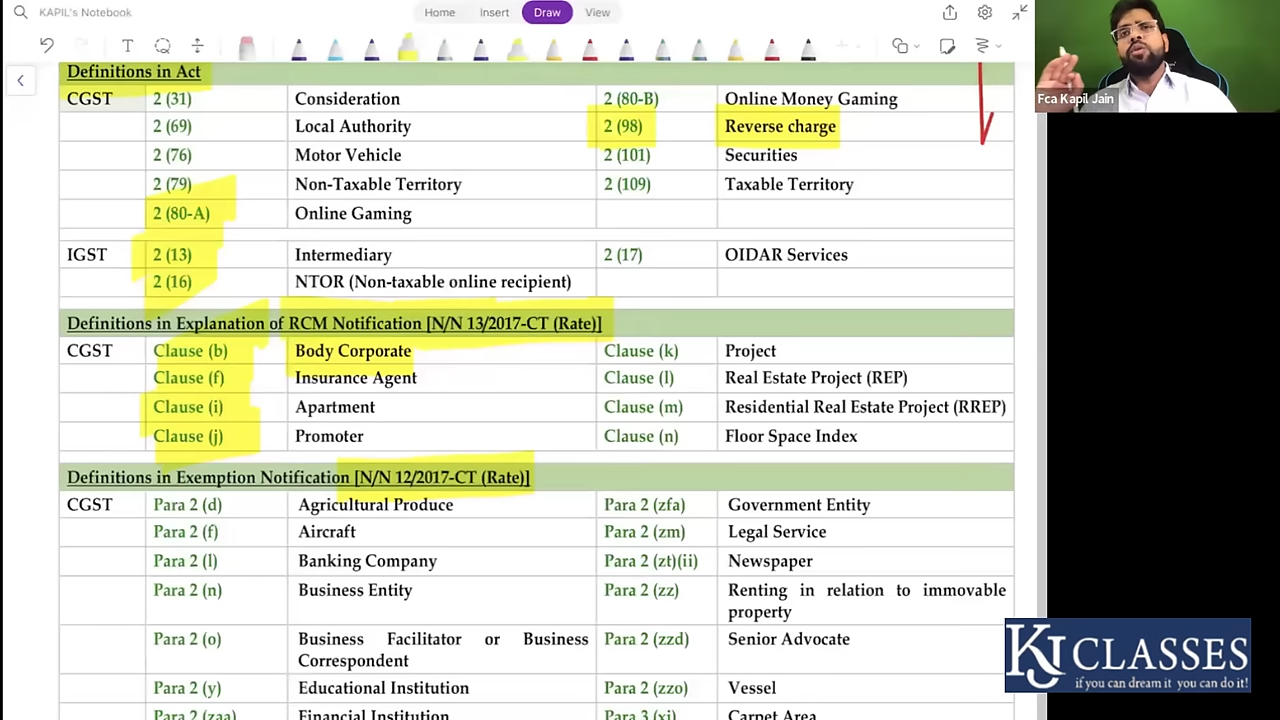 KAPIL's Notebook
Home Insert Draw View
Fca Kapil Jain
Definitions in Act
CGST 2 (31) Consideration 2 (80-B) Online Money Gaming
2 (69) Local Authority 2 (98) Reverse charge
2 (76) Motor Vehicle 2 (101) Securities
2 (79) Non-Taxable Territory 2 (109) Taxable Territory
2 (80-A) Online Gaming
IGST 2 (13) Intermediary 2 (17) OIDAR Services
2 (16) NTOR (Non-taxable online recipient)
Definitions in Explanation of RCM Notification [N/N 13/2017-CT (Rate)]
CGST Clause (b) Body Corporate Clause (k) Project
Clause (f) Insurance Agent Clause (l) Real Estate Project (REP)
Clause (i) Apartment Clause (m) Residential Real Estate Project (RREP)
Clause (j) Promoter Clause (n) Floor Space Index
Definitions in Exemption Notification [N/N 12/2017-CT (Rate)]
CGST Para 2 (d) Agricultural Produce Para 2 (zfa) Government Entity
Para 2 (f) Aircraft Para 2 (zm) Legal Service
Para 2 (l) Banking Company Para 2 (zt)(ii) Newspaper
Para 2 (n) Business Entity Para 2 (zz) Renting in relation to immovable
property
Para 2 (o) Business Facilitator or Business Para 2 (zzd) Senior Advocate
Correspondent
Para 2 (y) Educational Institution Para 2 (zzo) Vessel
Para 2 (zaa) Financial Institution Para 3 (xi) Carpet Area
KJ CLASSES
if you can dream it you can do it!